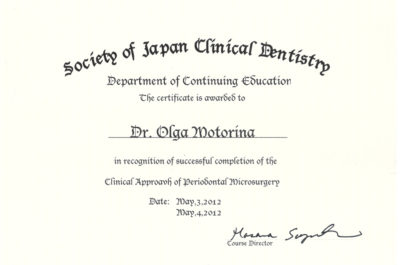 Society of Japan Clinical Dentistry
Department of Continuing Education
The certificate is awarded to
Dr. Olga Motorina
in recognition of successful completion of the
Clinical Approach of Periodontal Microsurgery
Date: May,3,2012
May,4,2012
Course Director